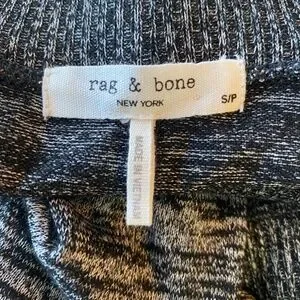 rag & bone
NEW YORK
S/P
MADE IN VIETNAM